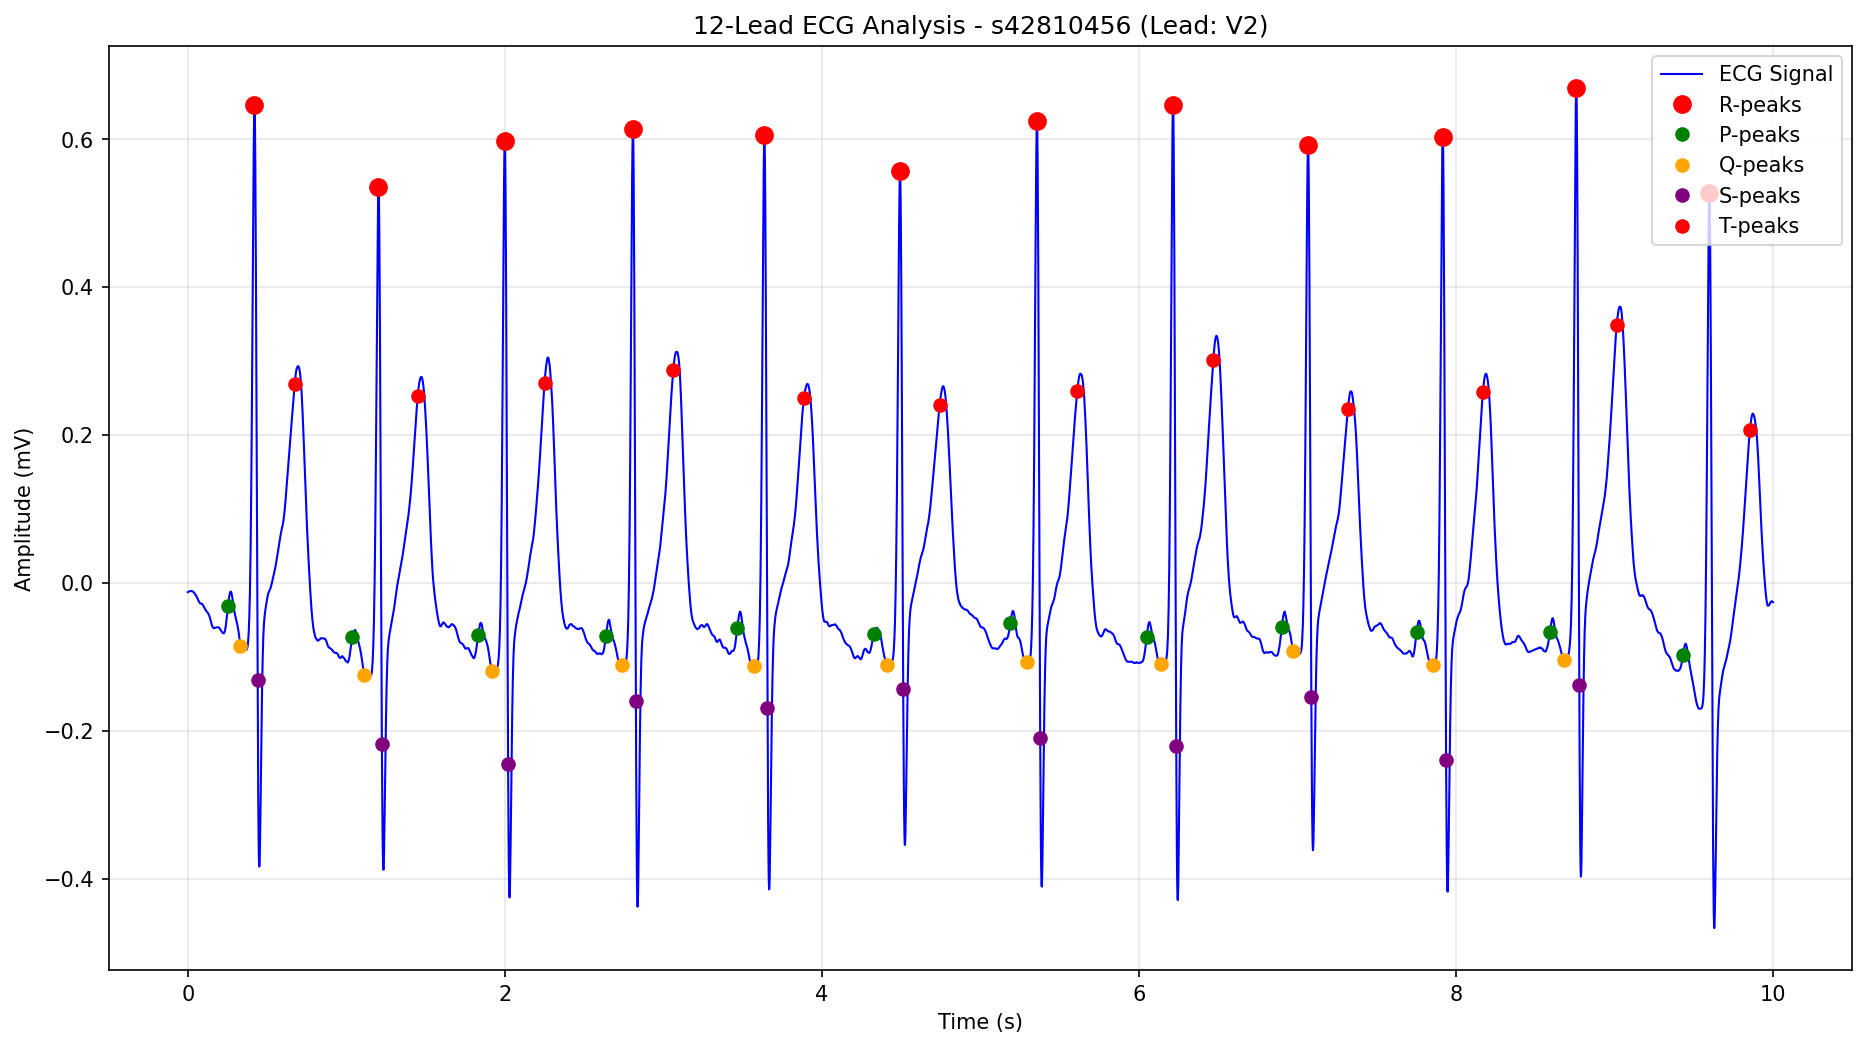 12-Lead ECG Analysis - s42810456 (Lead: V2)
ECG Signal
R-peaks
P-peaks
Q-peaks
S-peaks
T-peaks
Amplitude (mV)
0.6
0.4
0.2
0.0
−0.2
−0.4
0 2 4 6 8 10
Time (s)